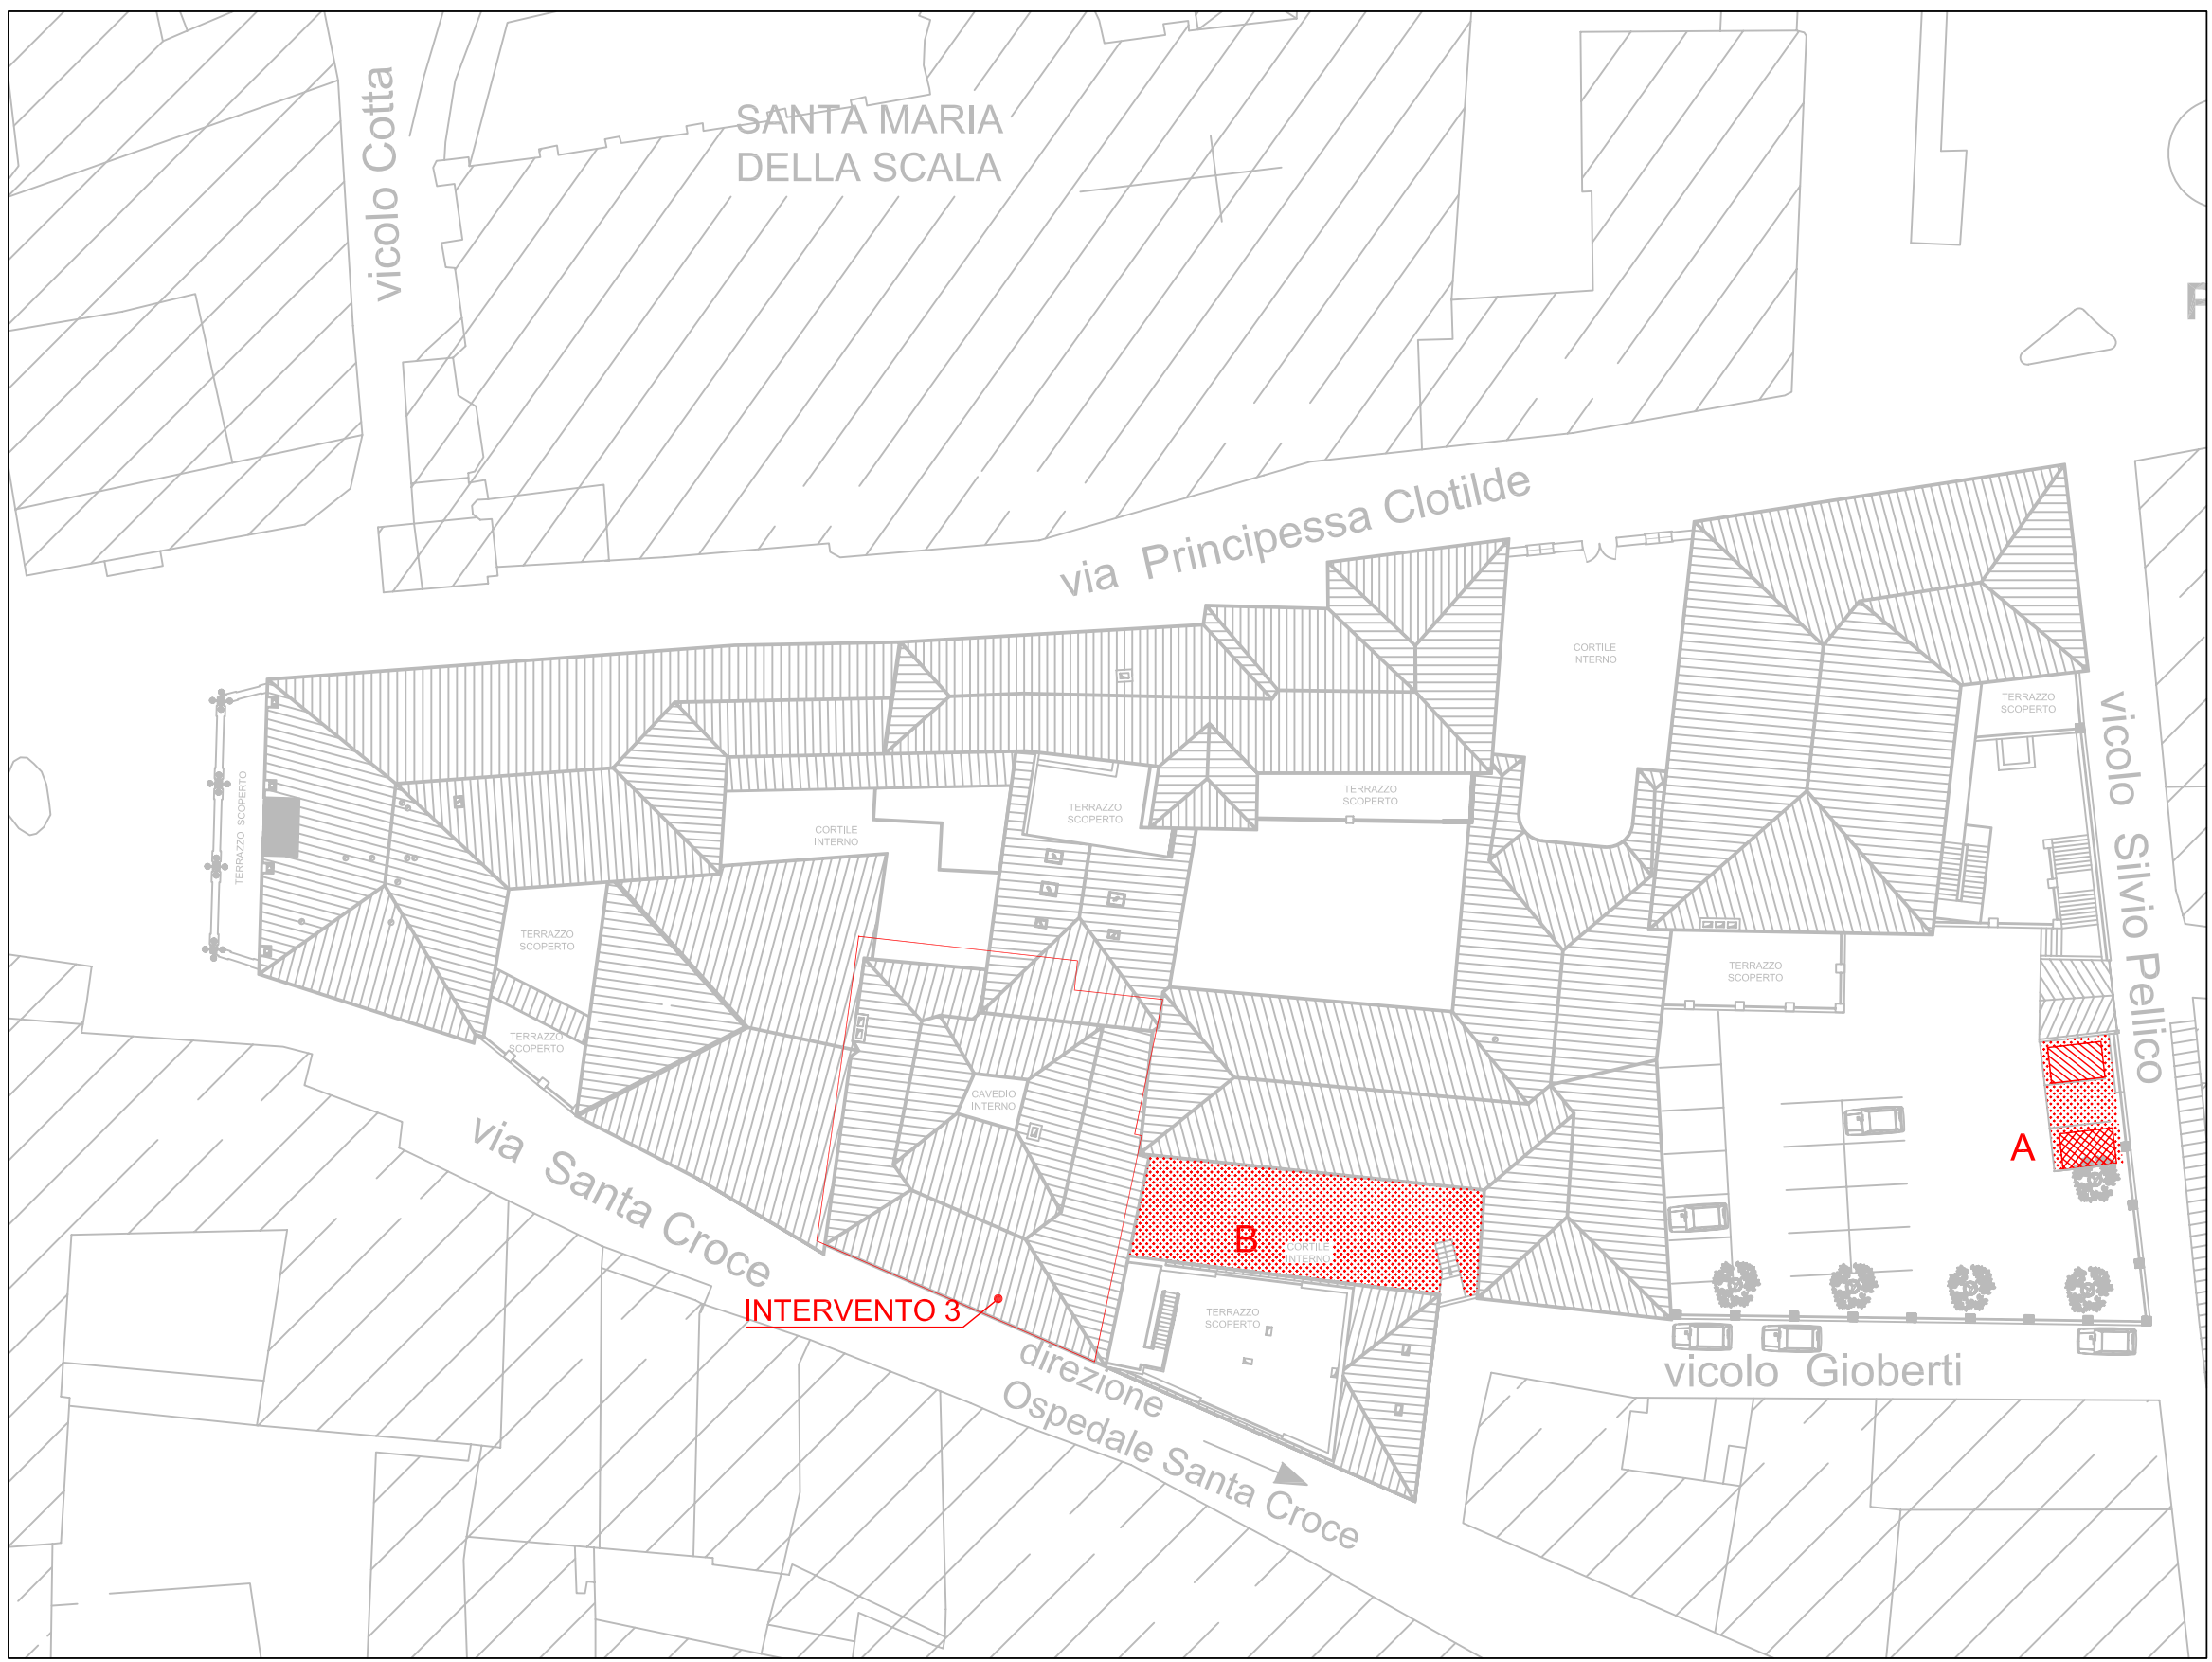 vicolo Cotta
SANTA MARIA
DELLA SCALA
P
via Principessa Clotilde
CORTILE
INTERNO
TERRAZZO
SCOPERTO
vicolo Silvio Pellico
TERRAZZO SCOPERTO
CORTILE
INTERNO
TERRAZZO
SCOPERTO
TERRAZZO
SCOPERTO
TERRAZZO
SCOPERTO
TERRAZZO
SCOPERTO
TERRAZZO
SCOPERTO
CAVEDIO
INTERNO
A
via Santa Croce
B
CORTILE
INTERNO
INTERVENTO 3
TERRAZZO
SCOPERTO
direzione
Ospedale Santa Croce
vicolo Gioberti